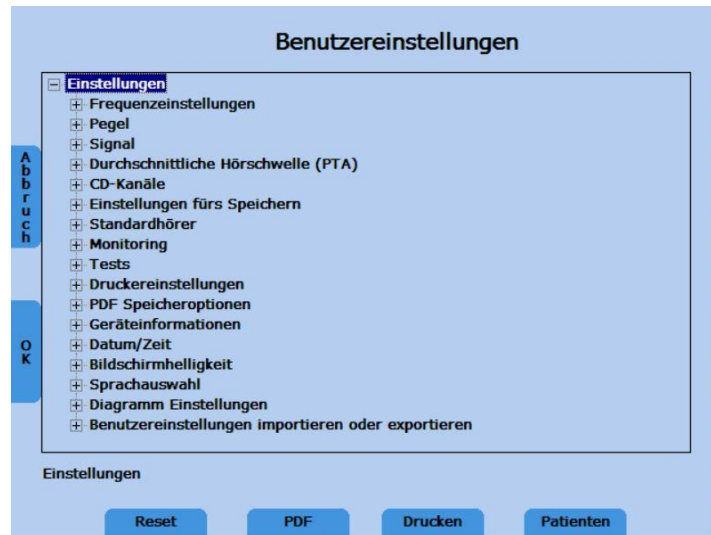 Benutzereinstellungen
Einstellungen
Frequenzeinstellungen
Pegel
Signal
Durchschnittliche Hörschwelle (PTA)
CD-Kanäle
Einstellungen fürs Speichern
Standardhörer
Monitoring
Tests
Druckereinstellungen
PDF Speicheroptionen
Geräteinformationen
Datum/Zeit
Bildschirmhelligkeit
Sprachauswahl
Diagramm Einstellungen
Benutzereinstellungen importieren oder exportieren
Abbruch
OK
Einstellungen
Reset PDF Drucken Patienten